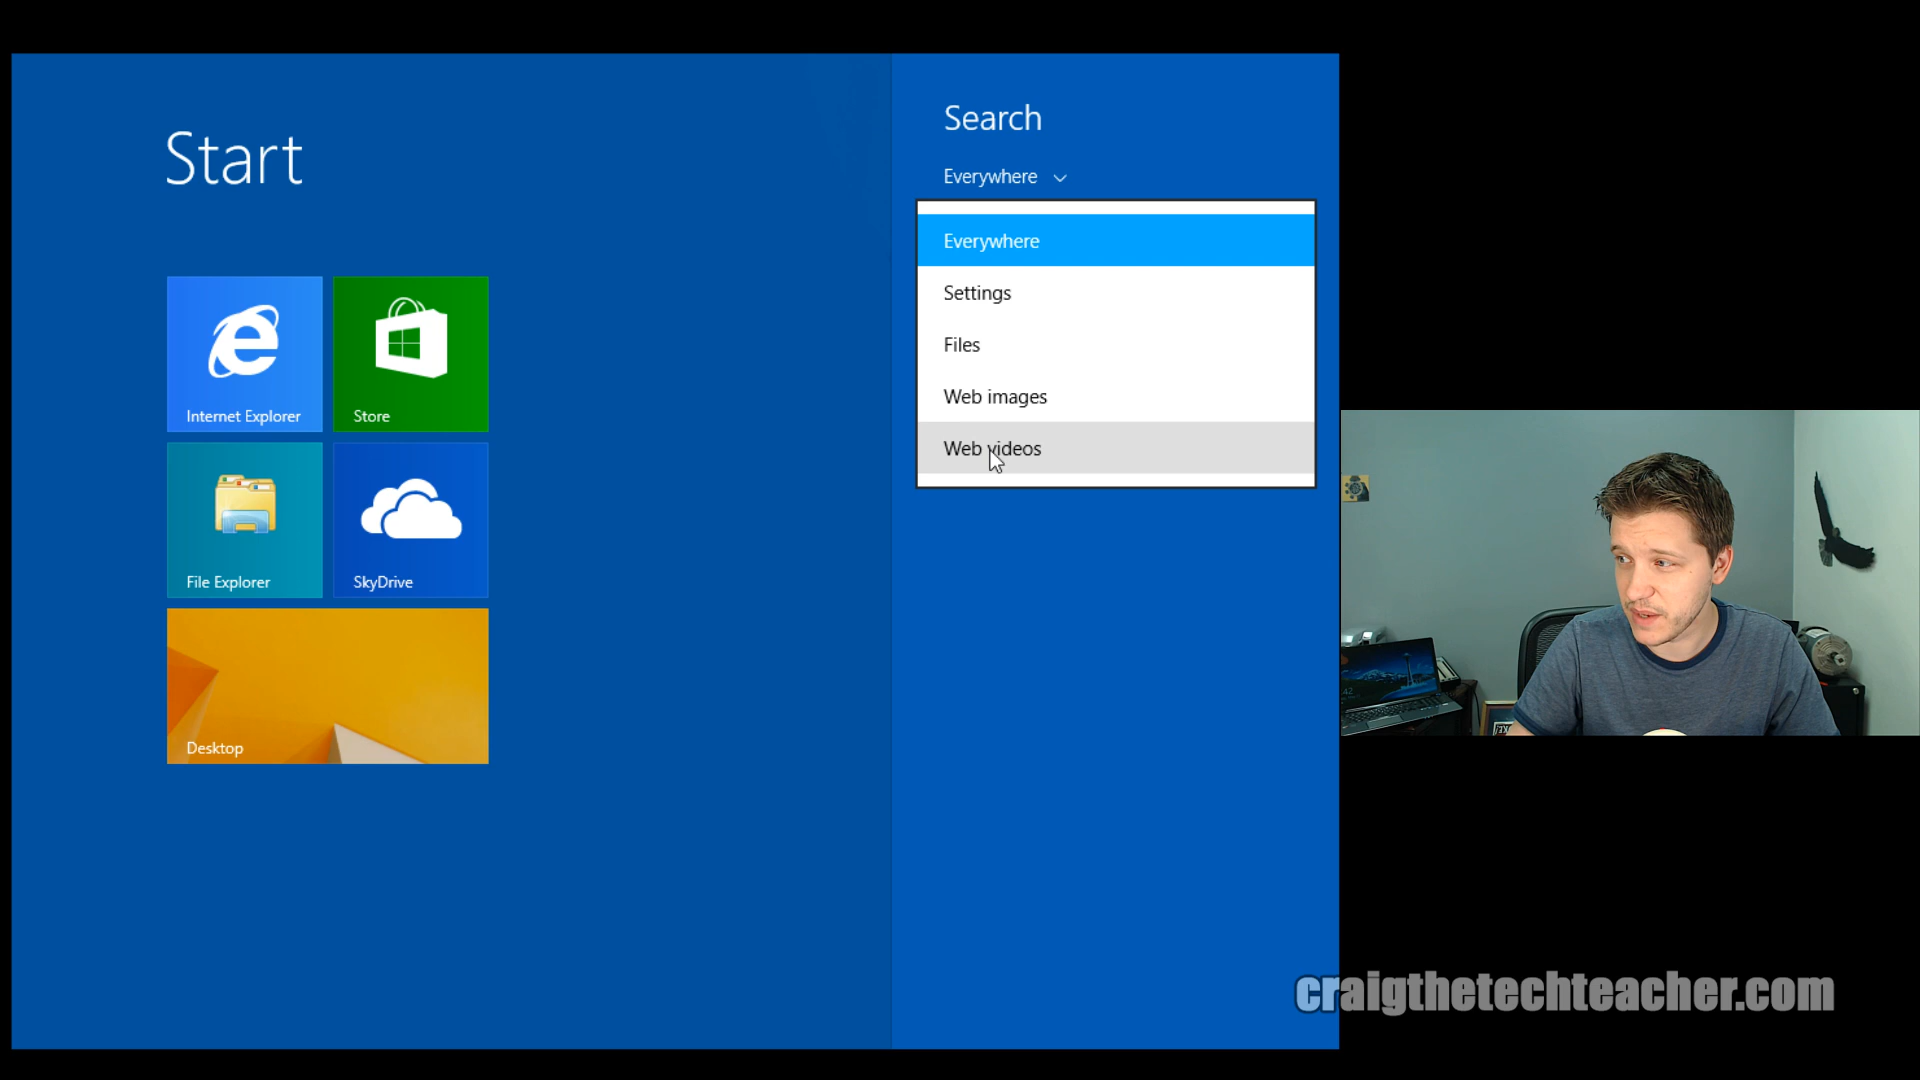 Start
Internet Explorer
Store
File Explorer
SkyDrive
Desktop
Search
Everywhere
Everywhere
Settings
Files
Web images
Web videos
craigthetechteacher.com